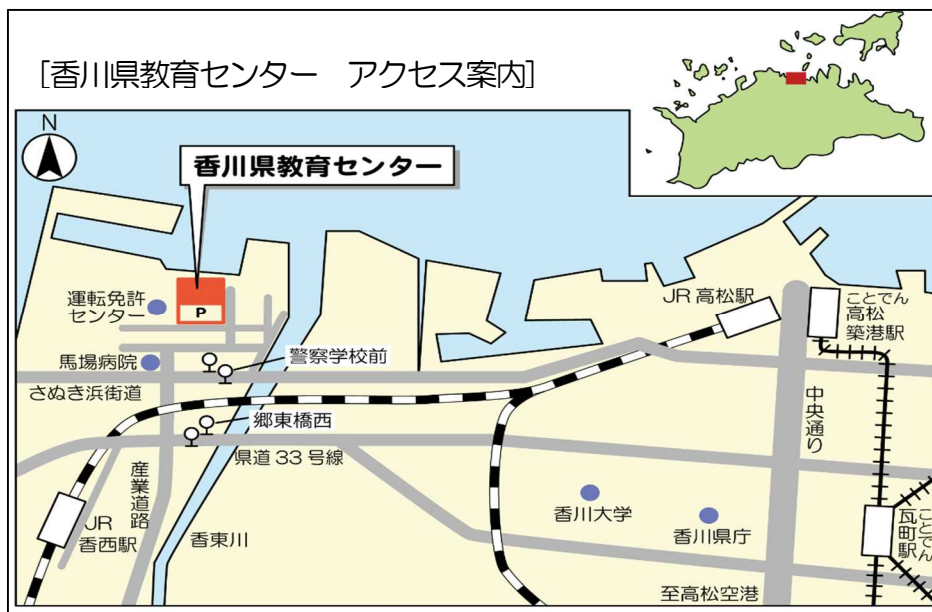 [香川県教育センター　アクセス案内]
N
香川県教育センター
運転免許
センター
P
JR 高松駅
ことでん
高松
築港駅
馬場病院
警察学校前
さぬき浜街道
郷東橋西
中央通り
県道 33 号線
産業道路
JR
香西駅
香東川
香川大学
香川県庁
ことでん
瓦町駅
至高松空港